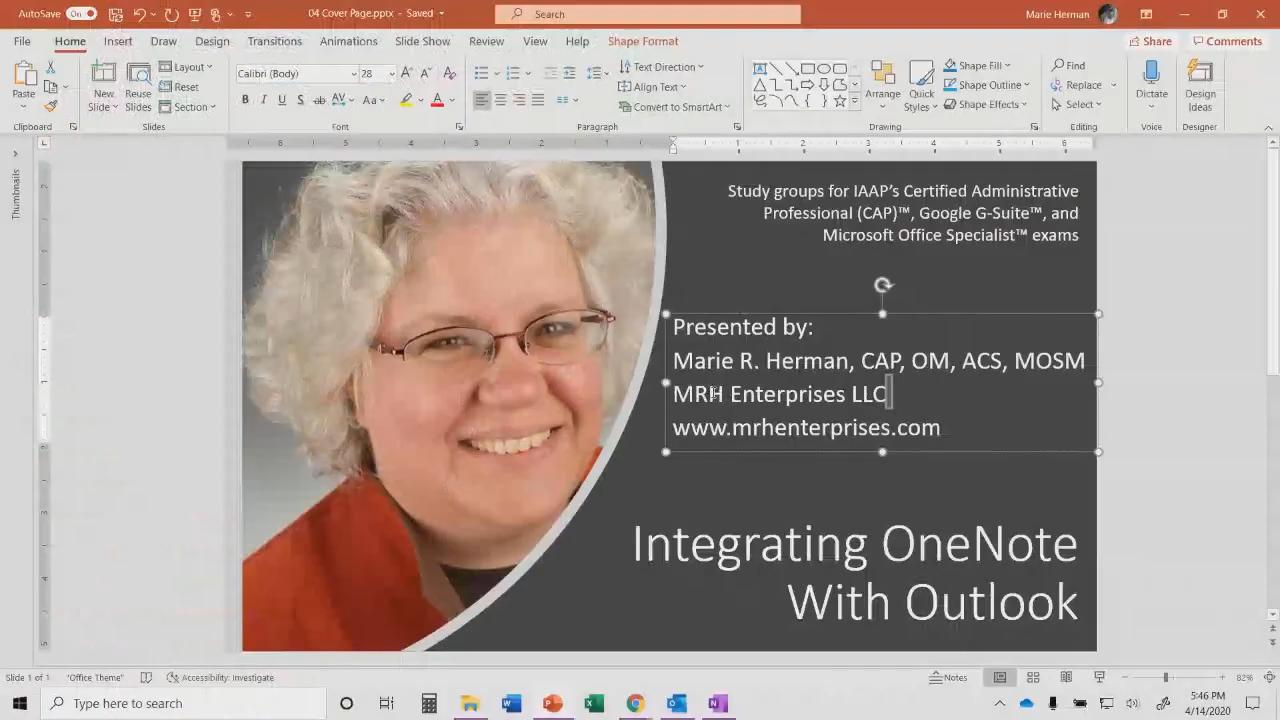 AutoSave On 04 Cover Page.pptx - Saved Search Marie Herman
File Home Insert Draw Design Transitions Animations Slide Show Review View Help Shape Format Share Comments
Paste
Clipboard
New Slide
Reuse Slides
Layout
Reset
Section
Slides
Calibri (Body) 28
B I U S ab AV Aa A
Font
Text Direction
Align Text
Convert to SmartArt
Paragraph
Arrange
Quick Styles
Shape Fill
Shape Outline
Shape Effects
Drawing
Find
Replace
Select
Editing
Dictate
Voice
Design Ideas
Designer
Thumbnails
Study groups for IAAP’s Certified Administrative
Professional (CAP)™, Google G-Suite™, and
Microsoft Office Specialist™ exams
Presented by:
Marie R. Herman, CAP, OM, ACS, MOSM
MRH Enterprises LLC
www.mrhenterprises.com
Integrating OneNote
With Outlook
Slide 1 of 1 'Office Theme' Accessibility: Investigate Notes 82%
Type here to search
5:46 PM
4/14/2020